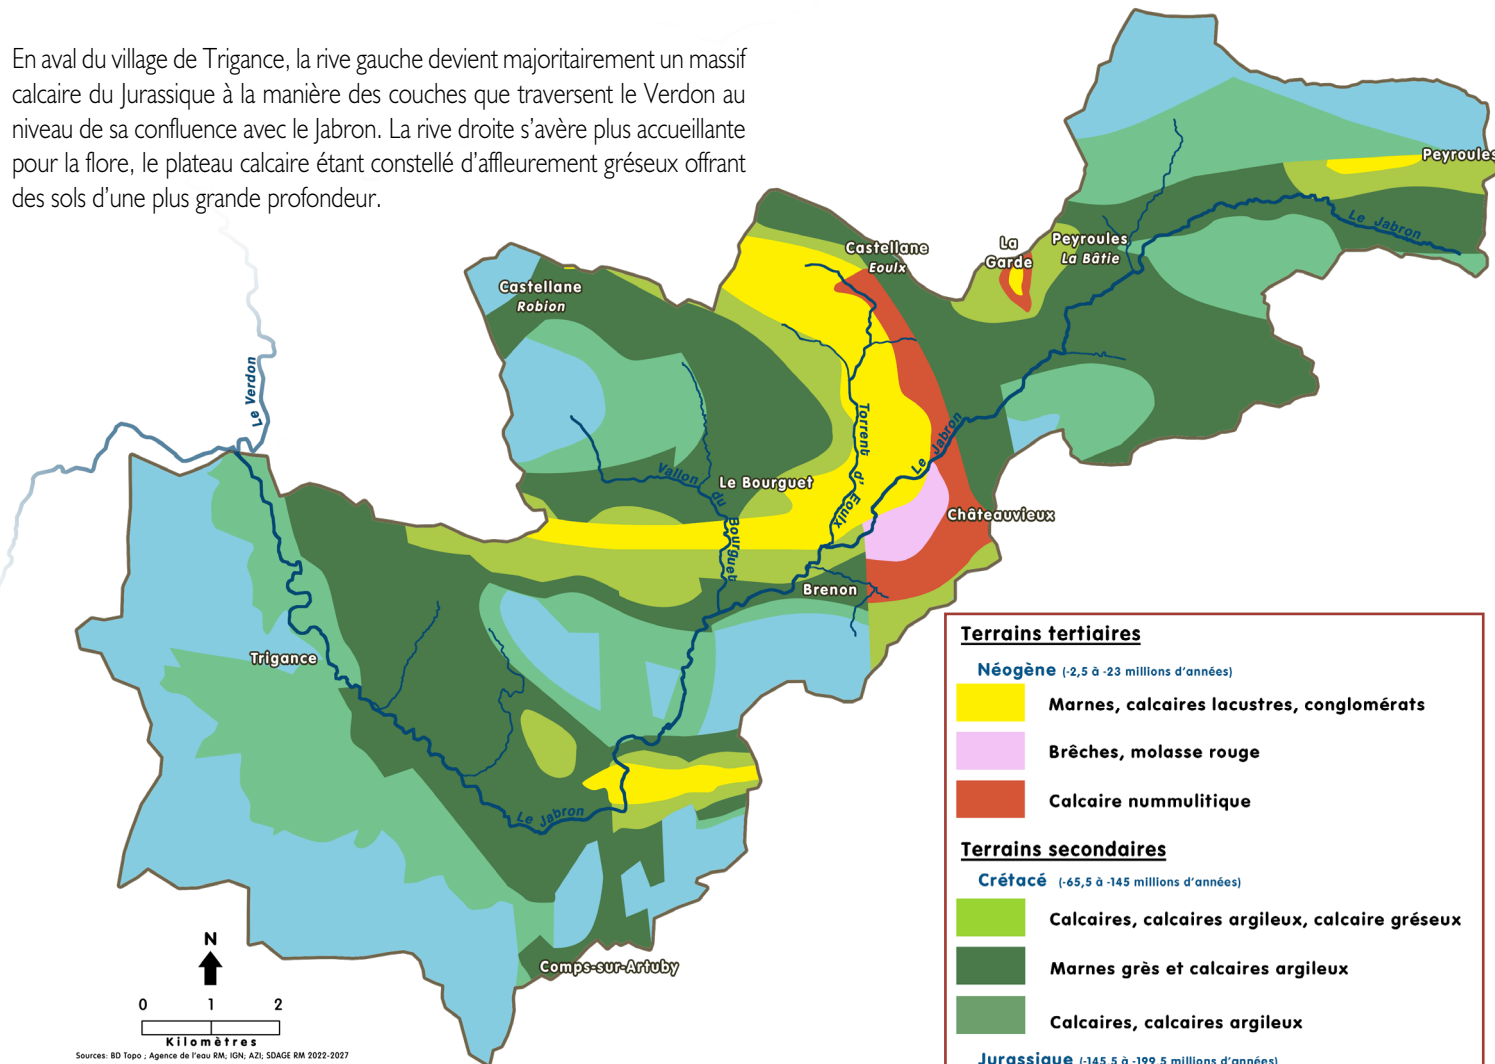 En aval du village de Trigance, la rive gauche devient majoritairement un massif
calcaire du Jurassique à la manière des couches que traversent le Verdon au
niveau de sa confluence avec le Jabron. La rive droite s'avère plus accueillante
pour la flore, le plateau calcaire étant constellé d'affleurement gréseux offrant
des sols d'une plus grande profondeur.
Peyroules
Le Jabron
Castellane
Eoulx
La
Garde
Peyroules
La Bâtie
Castellane
Robion
Le Verdon
Torrent d' Eoulx
Le Jabron
Vallon du Bourguet
Le Bourguet
Châteauvieux
Brenon
Trigance
Le Jabron
Comps-sur-Artuby
N
0 1 2
Kilomètres
Sources: BD Topo ; Agence de l'eau RM; IGN; AZI; SDAGE RM 2022-2027
Terrains tertiaires
Néogène (-2,5 à -23 millions d'années)
Marnes, calcaires lacustres, conglomérats
Brêches, molasse rouge
Calcaire nummulitique
Terrains secondaires
Crétacé (-65,5 à -145 millions d'années)
Calcaires, calcaires argileux, calcaire gréseux
Marnes grès et calcaires argileux
Calcaires, calcaires argileux
Jurassique (-145,5 à -199,5 millions d'années)